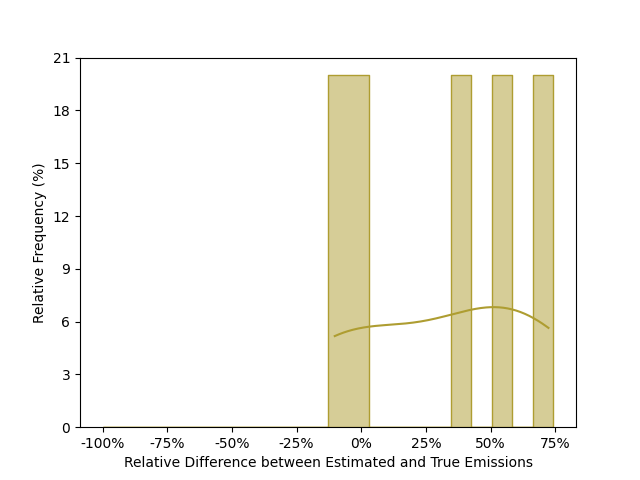 21
18
15
12
9
6
3
0
Relative Frequency (%)
-100% -75% -50% -25% 0% 25% 50% 75%
Relative Difference between Estimated and True Emissions